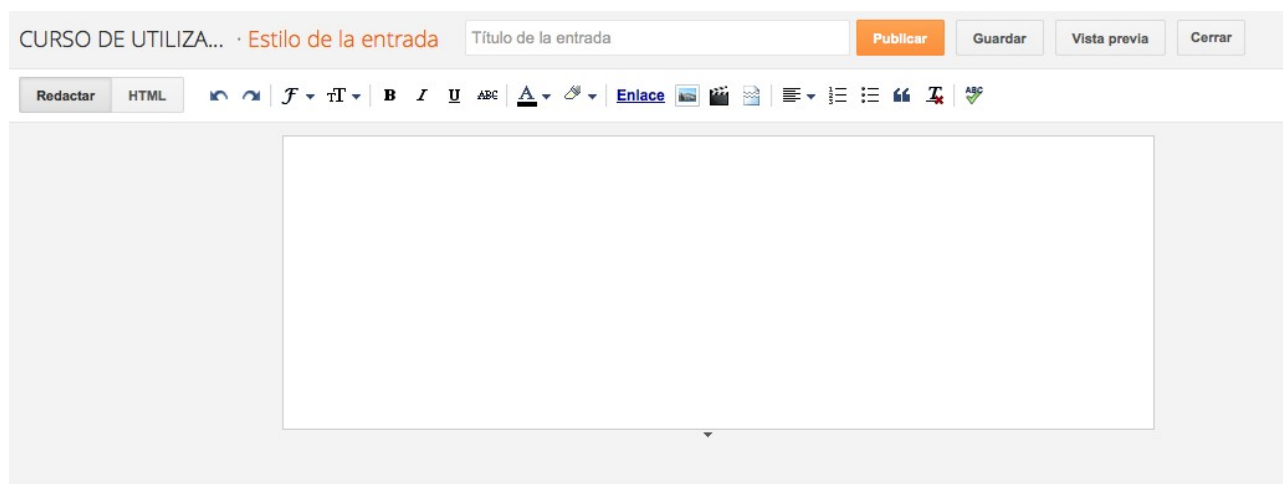 CURSO DE UTILIZA... · Estilo de la entrada Título de la entrada Publicar Guardar Vista previa Cerrar
Redactar HTML F T B I U ABC A Enlace T ABC